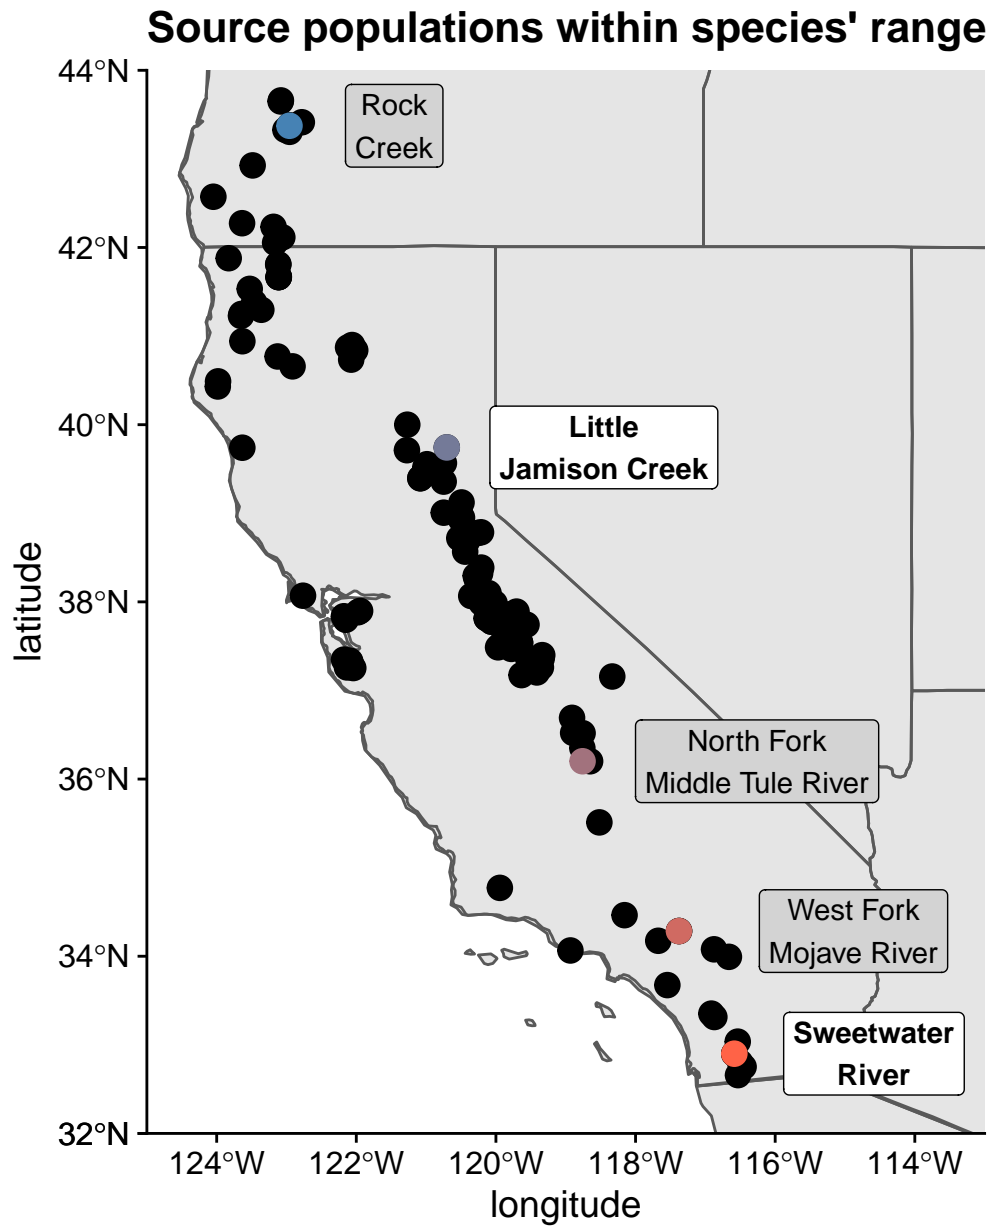 Source populations within species' range
44°N
42°N
40°N
38°N
36°N
34°N
32°N
latitude
Rock
Creek
Little
Jamison Creek
North Fork
Middle Tule River
West Fork
Mojave River
Sweetwater
River
124°W
122°W
120°W
118°W
116°W
114°W
longitude